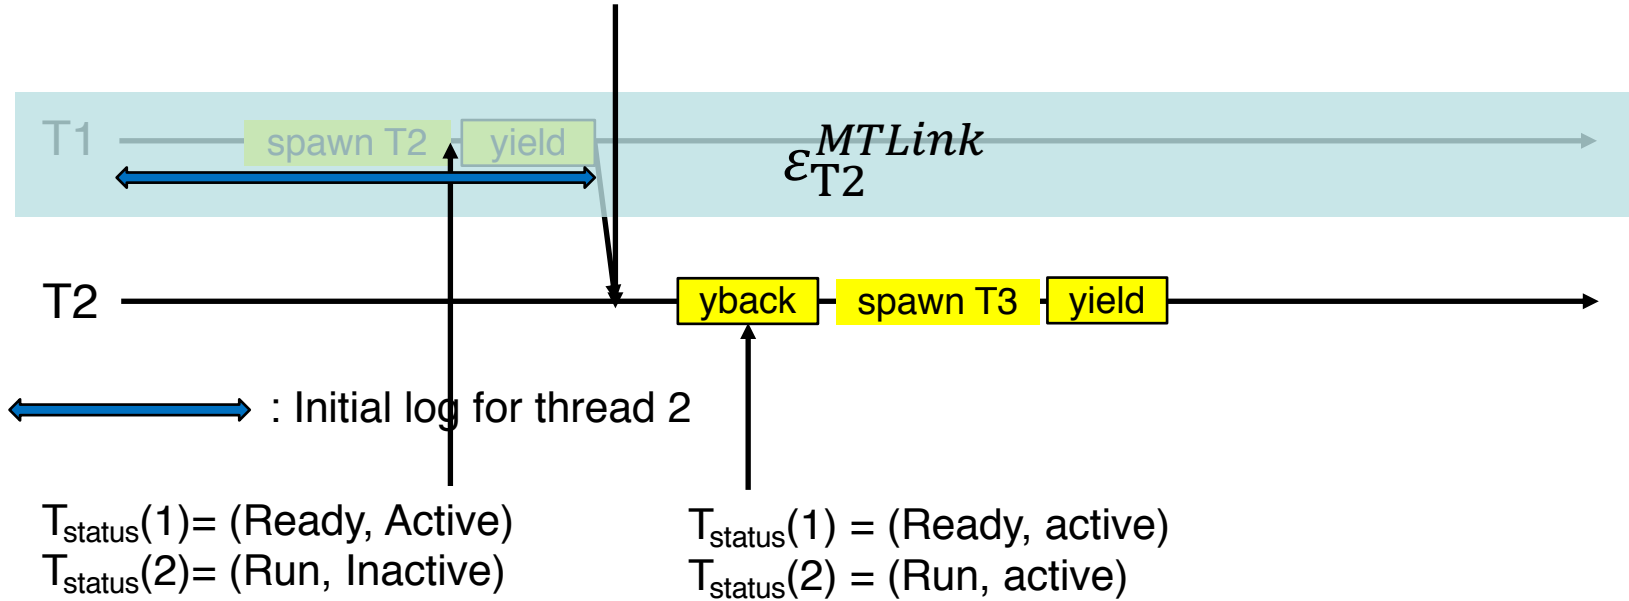 T1 spawn T2 yield
ε_T2^MTLink
T2 yback spawn T3 yield
: Initial log for thread 2
T_status(1)= (Ready, Active)
T_status(2)= (Run, Inactive)
T_status(1) = (Ready, active)
T_status(2) = (Run, active)